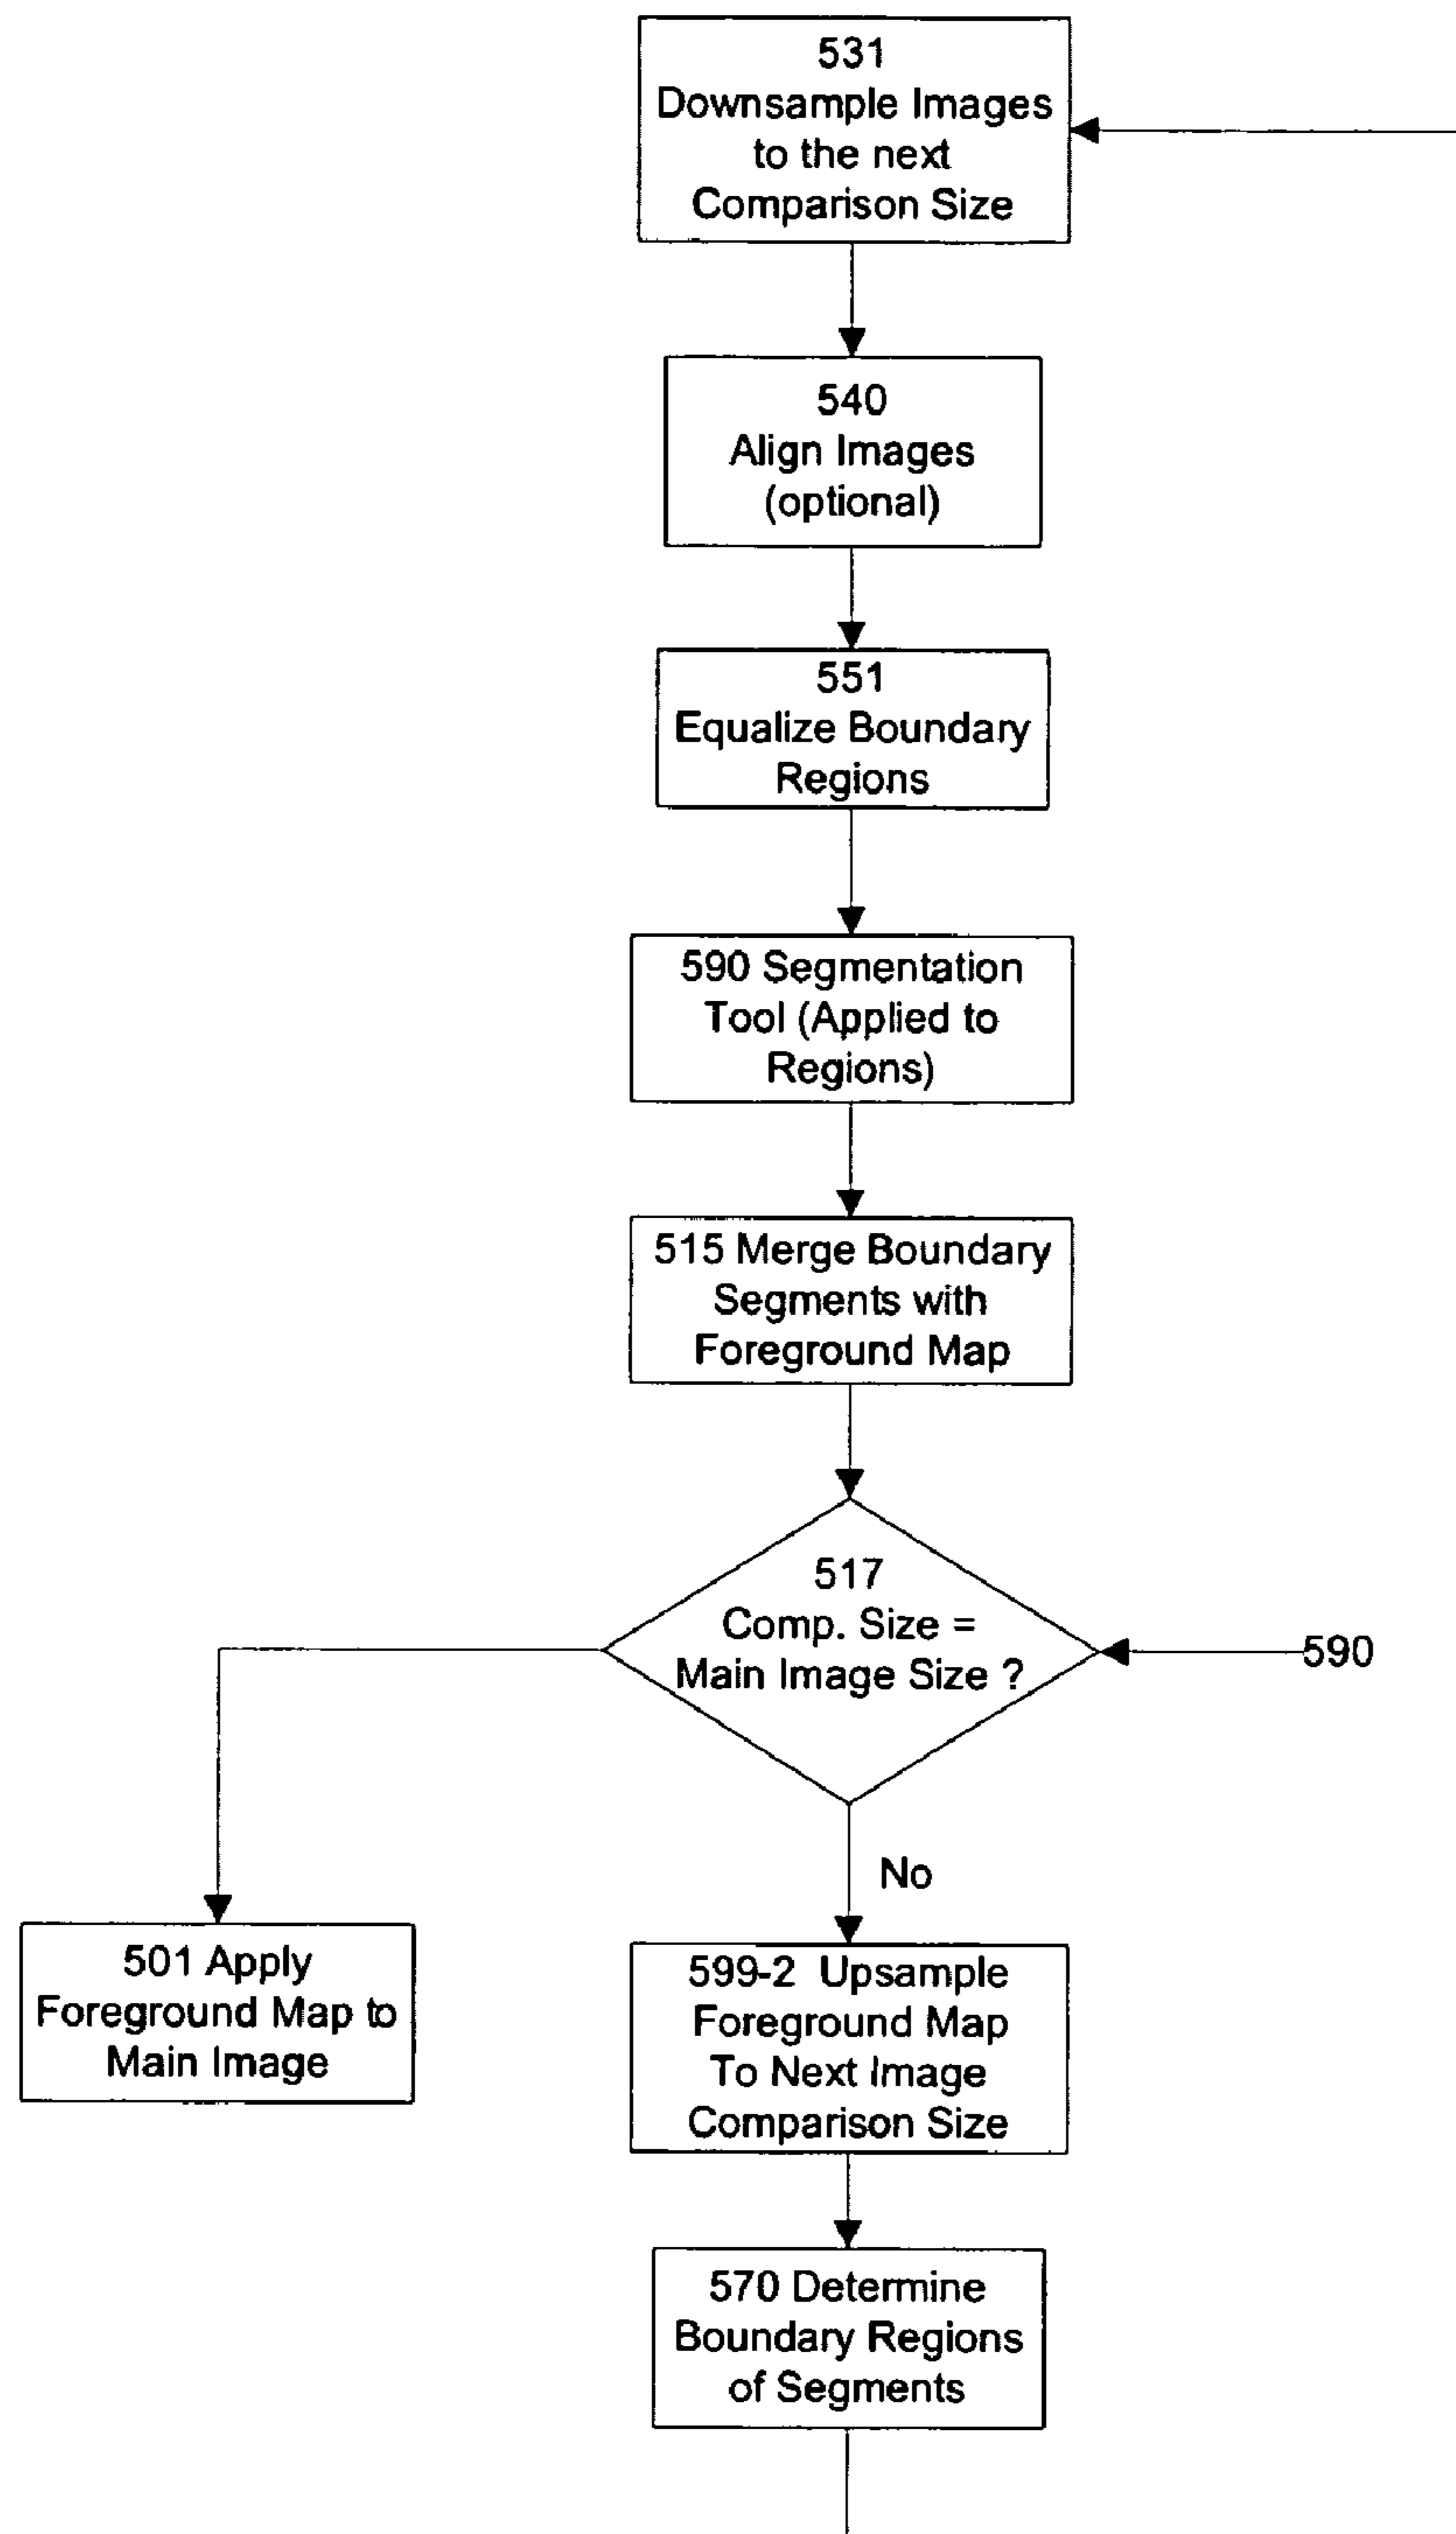 531
Downsample Images
to the next
Comparison Size
540
Align Images
(optional)
551
Equalize Boundary
Regions
590 Segmentation
Tool (Applied to
Regions)
515 Merge Boundary
Segments with
Foreground Map
517
Comp. Size =
Main Image Size ?
590
No
501 Apply
Foreground Map to
Main Image
599-2 Upsample
Foreground Map
To Next Image
Comparison Size
570 Determine
Boundary Regions
of Segments